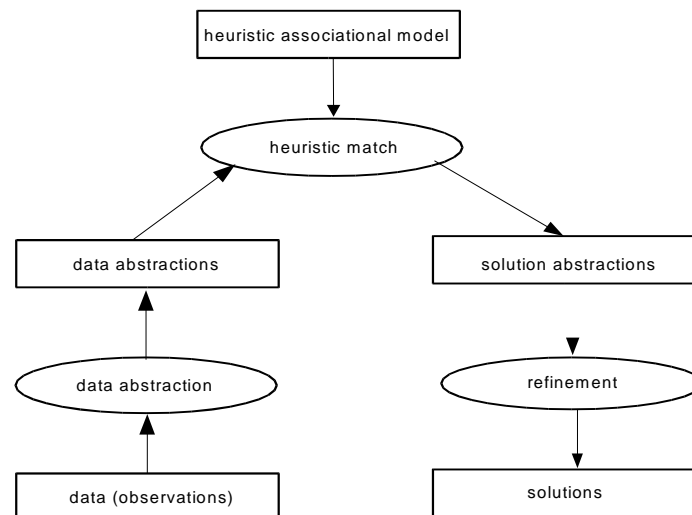 heuristic associational model
heuristic match
data abstractions
solution abstractions
data abstraction
refinement
data (observations)
solutions